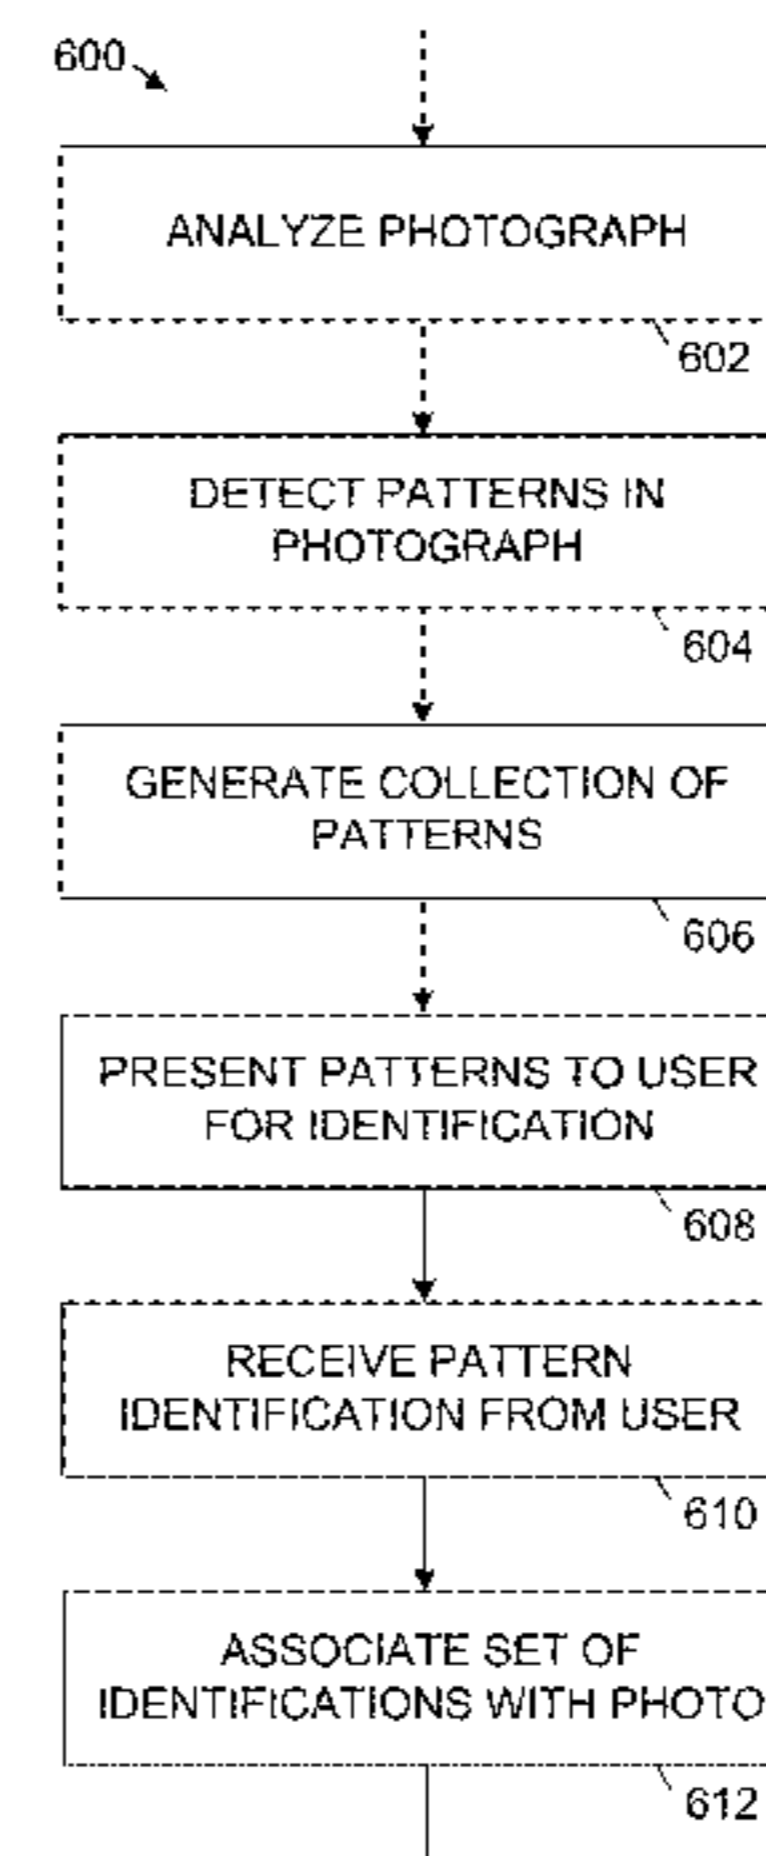 600
ANALYZE PHOTOGRAPH
602
DETECT PATTERNS IN
PHOTOGRAPH
604
GENERATE COLLECTION OF
PATTERNS
606
PRESENT PATTERNS TO USER
FOR IDENTIFICATION
608
RECEIVE PATTERN
IDENTIFICATION FROM USER
610
ASSOCIATE SET OF
IDENTIFICATIONS WITH PHOTO
612